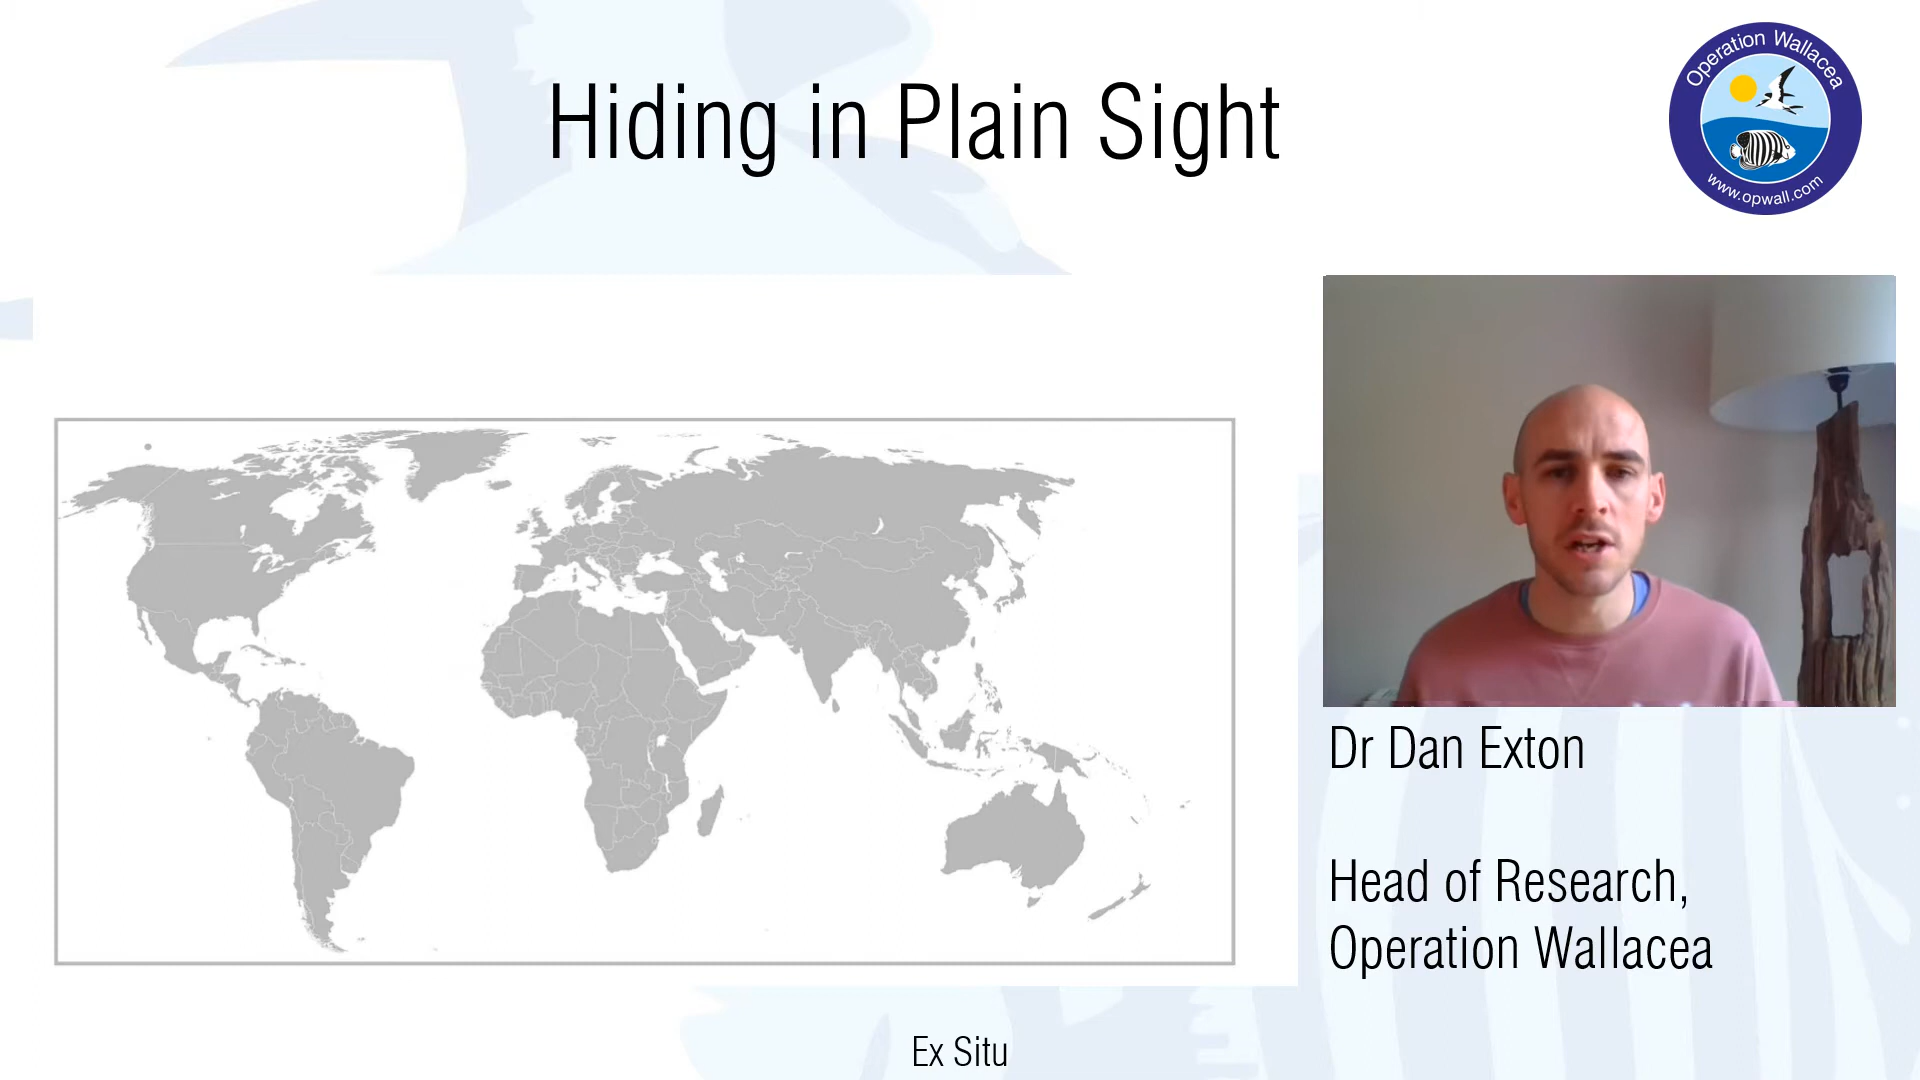 Hiding in Plain Sight
Operation Wallacea
www.opwall.com
Dr Dan Exton
Head of Research,
Operation Wallacea
Ex Situ